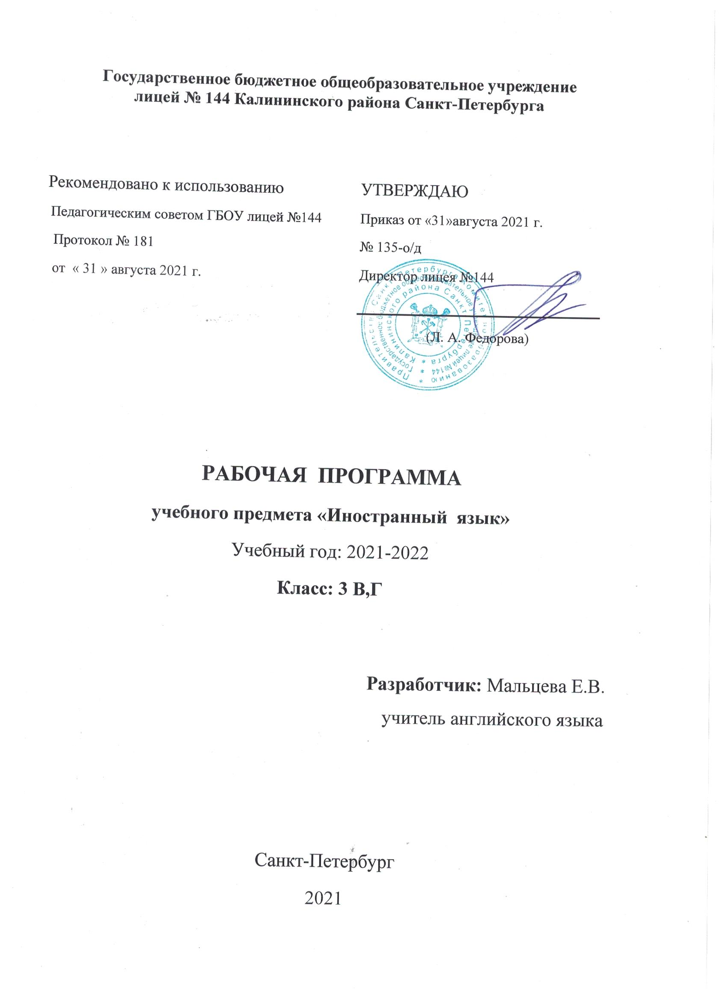 Государственное бюджетное общеобразовательное учреждение
лицей № 144 Калининского района Санкт-Петербурга
Рекомендовано к использованию
Педагогическим советом ГБОУ лицей №144
Протокол № 181
от « 31 » августа 2021 г.
УТВЕРЖДАЮ
Приказ от «31»августа 2021 г.
№ 135-о/д
Директор лицея №144
(Л. А. Федорова)
Правительство Санкт-Петербурга Комитет по образованию *
Государственное бюджетное общеобразовательное учреждение лицей №144 *
Калининского района Санкт Петербурга *
РАБОЧАЯ ПРОГРАММА
учебного предмета «Иностранный язык»
Учебный год: 2021-2022
Класс: 3 В,Г
Разработчик: Мальцева Е.В.
учитель английского языка
Санкт-Петербург
2021